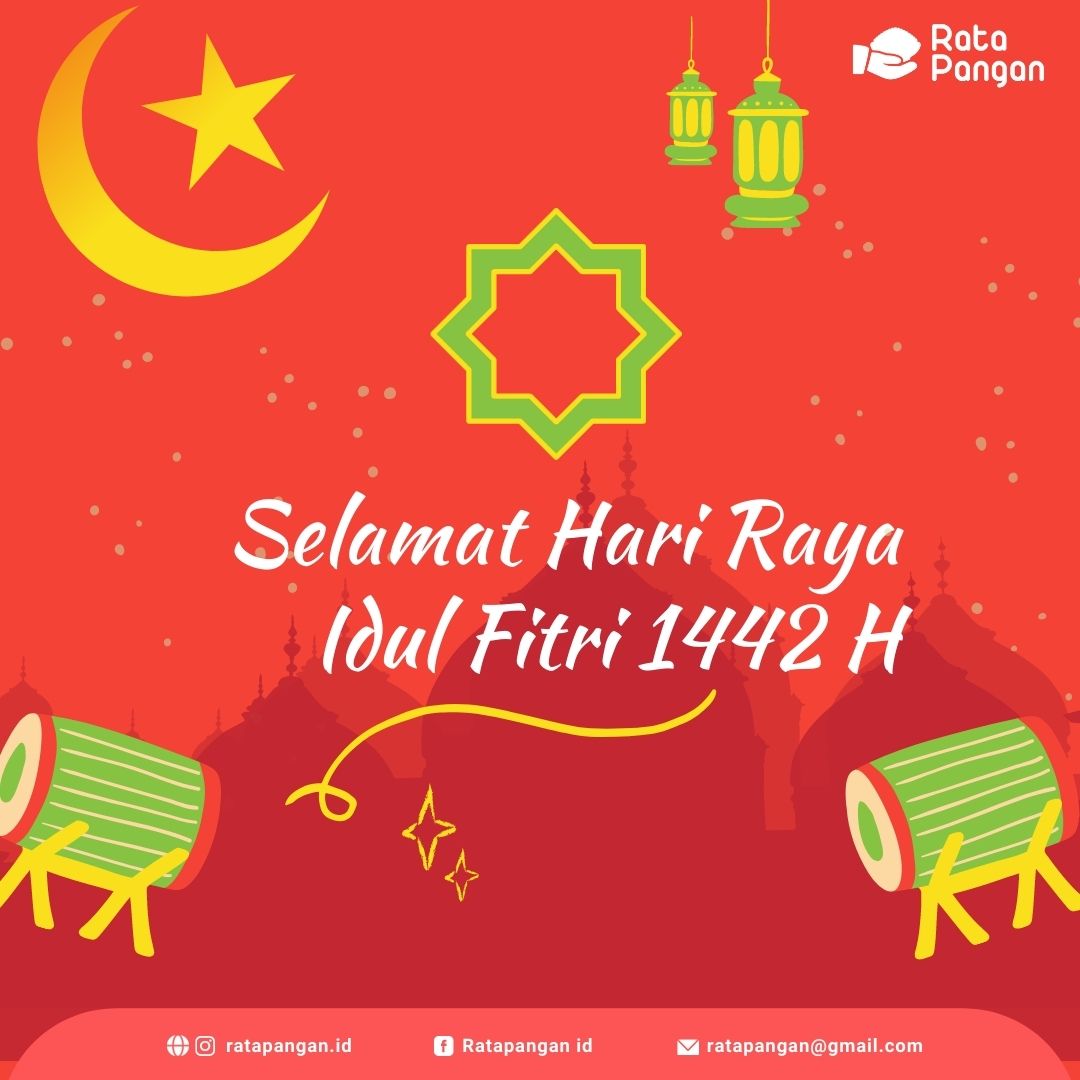 Rata
Pangan
Selamat Hari Raya
Idul Fitri 1442 H
ratapangan.id
Ratapangan id
ratapangan@gmail.com